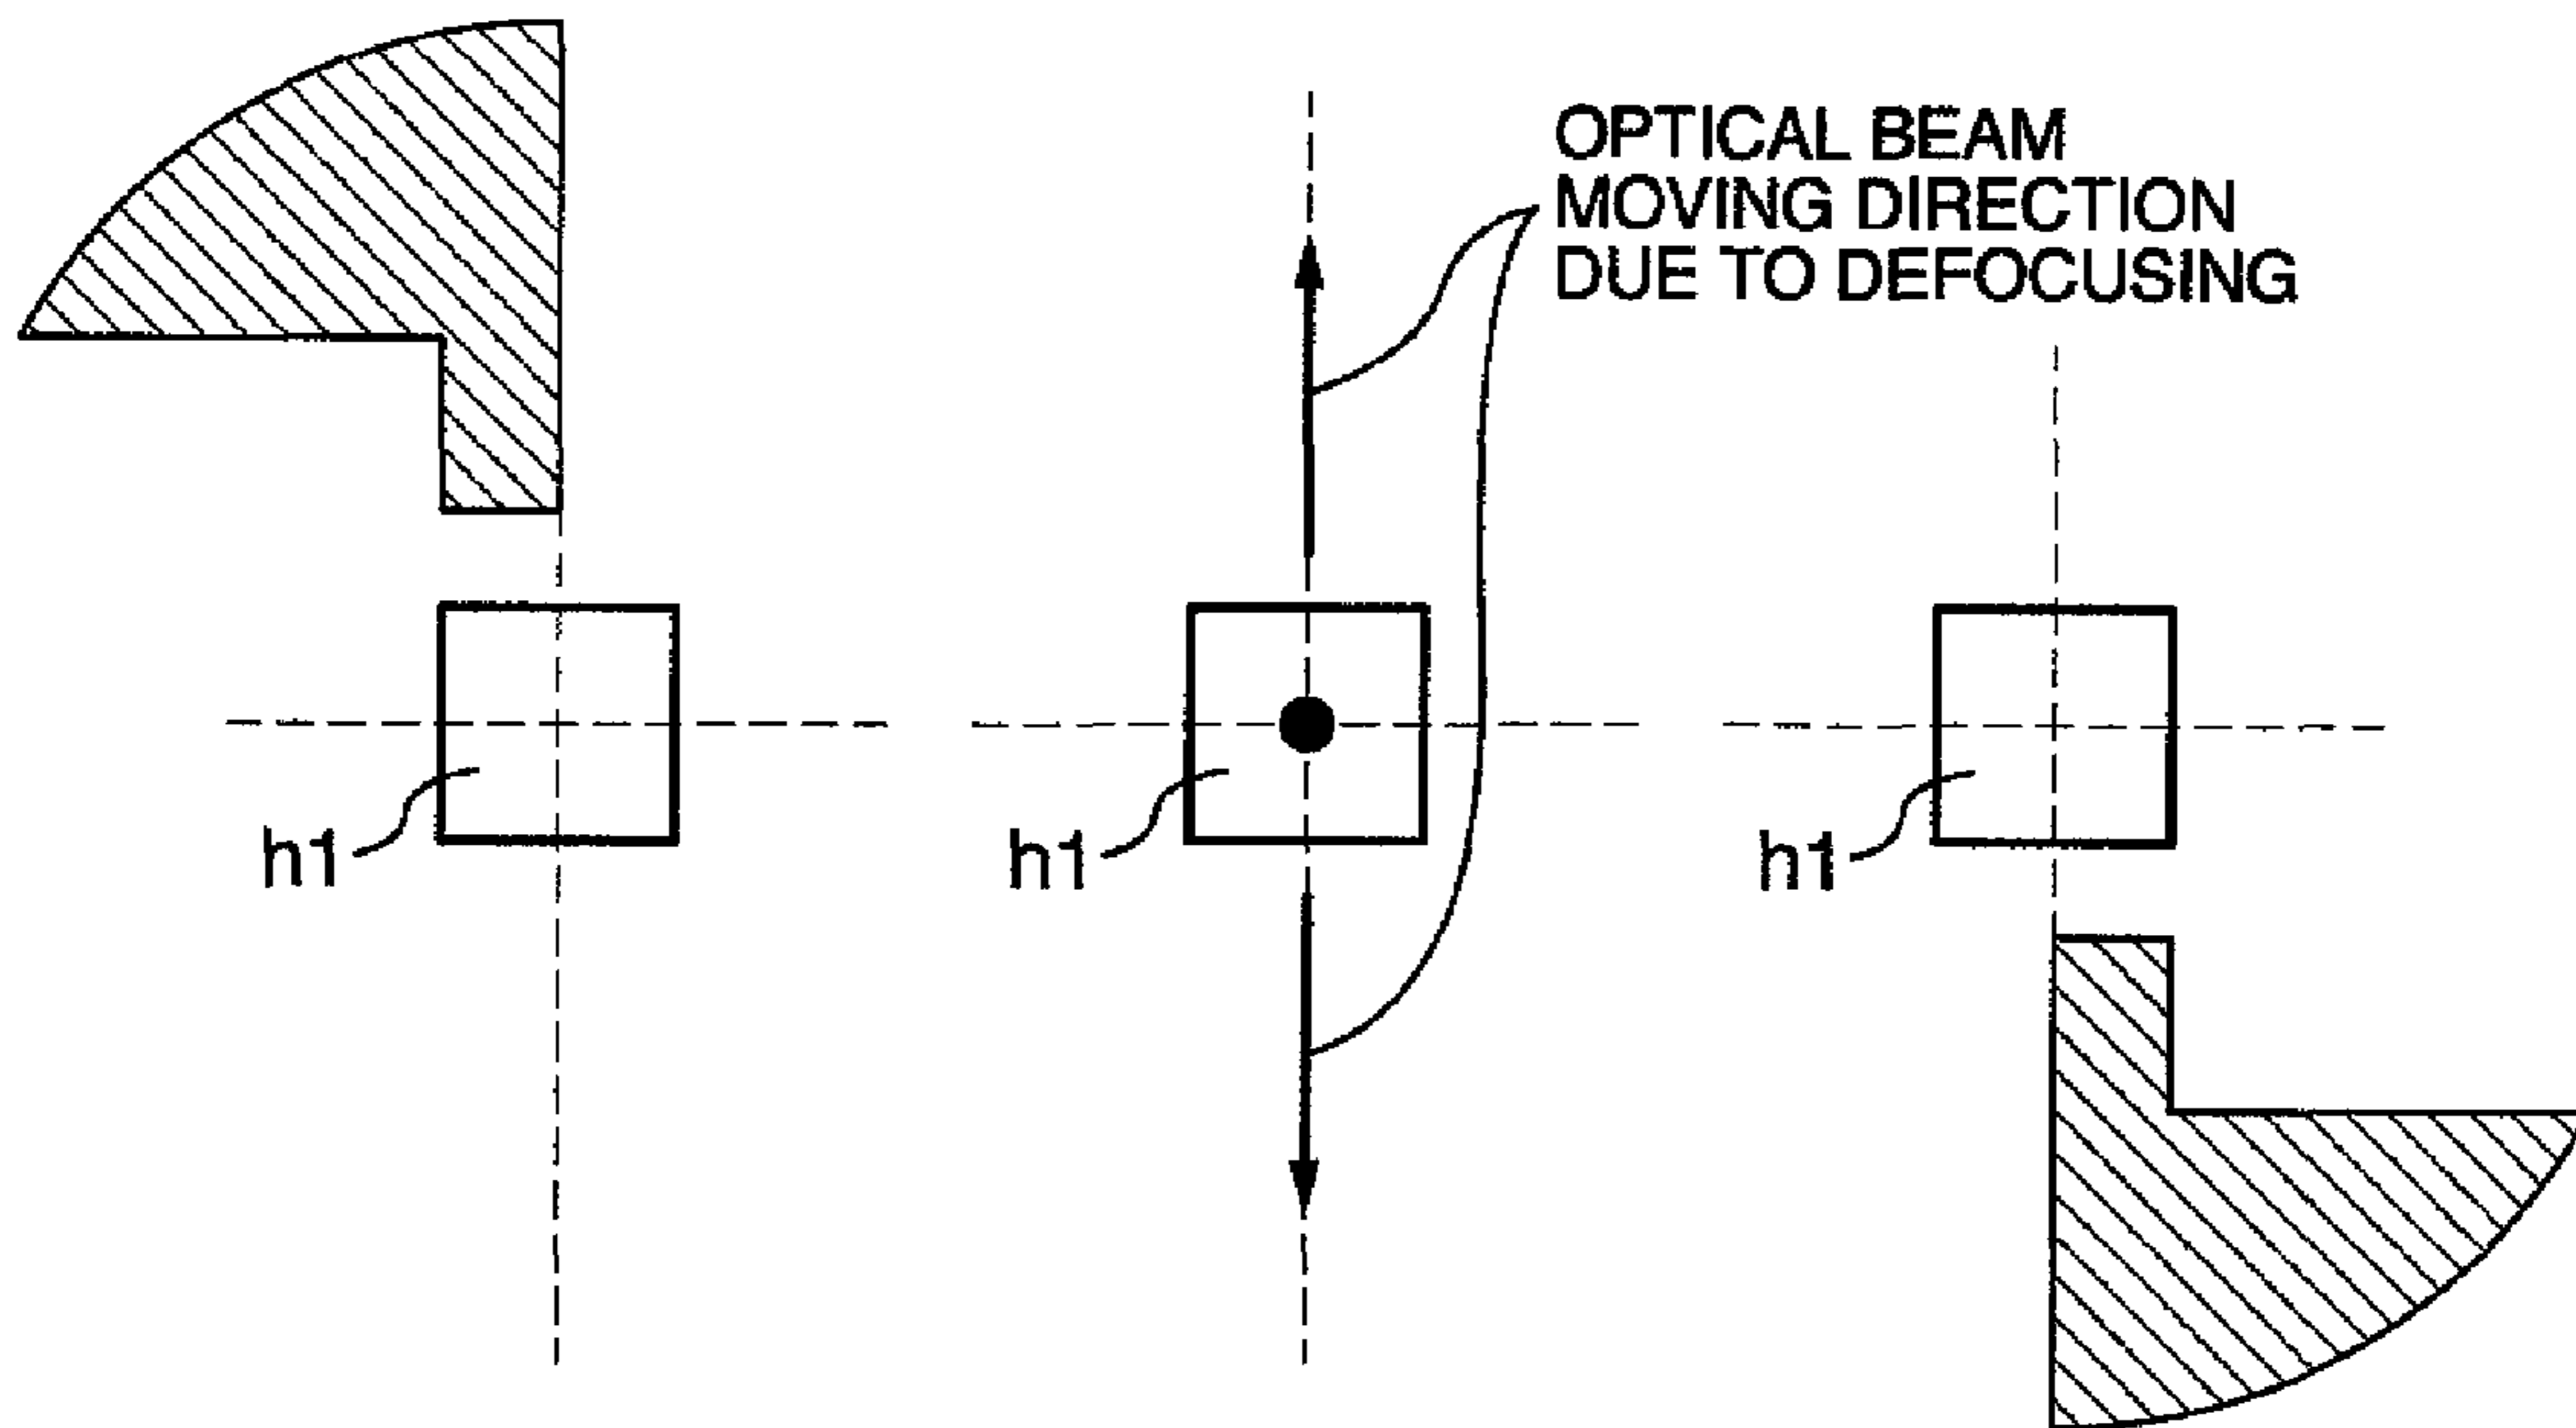 OPTICAL BEAM
MOVING DIRECTION
DUE TO DEFOCUSING
h1
h1
h1